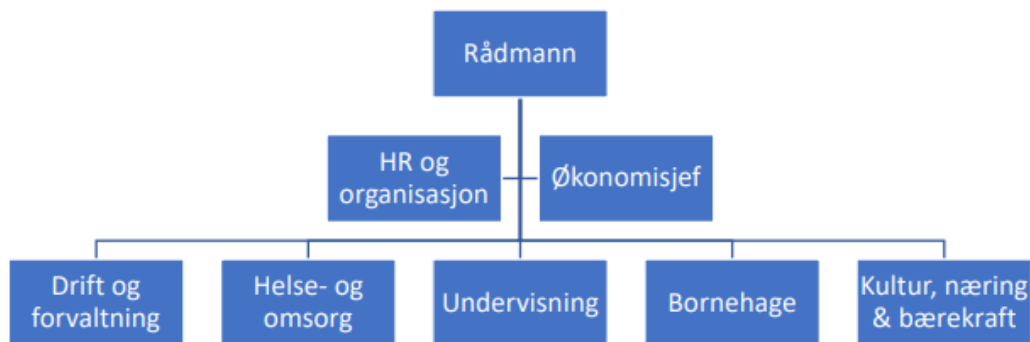 Rådmann
HR og
organisasjon
Økonomisjef
Drift og
forvaltning
Helse- og
omsorg
Undervisning
Bornehage
Kultur, næring
& bærekraft